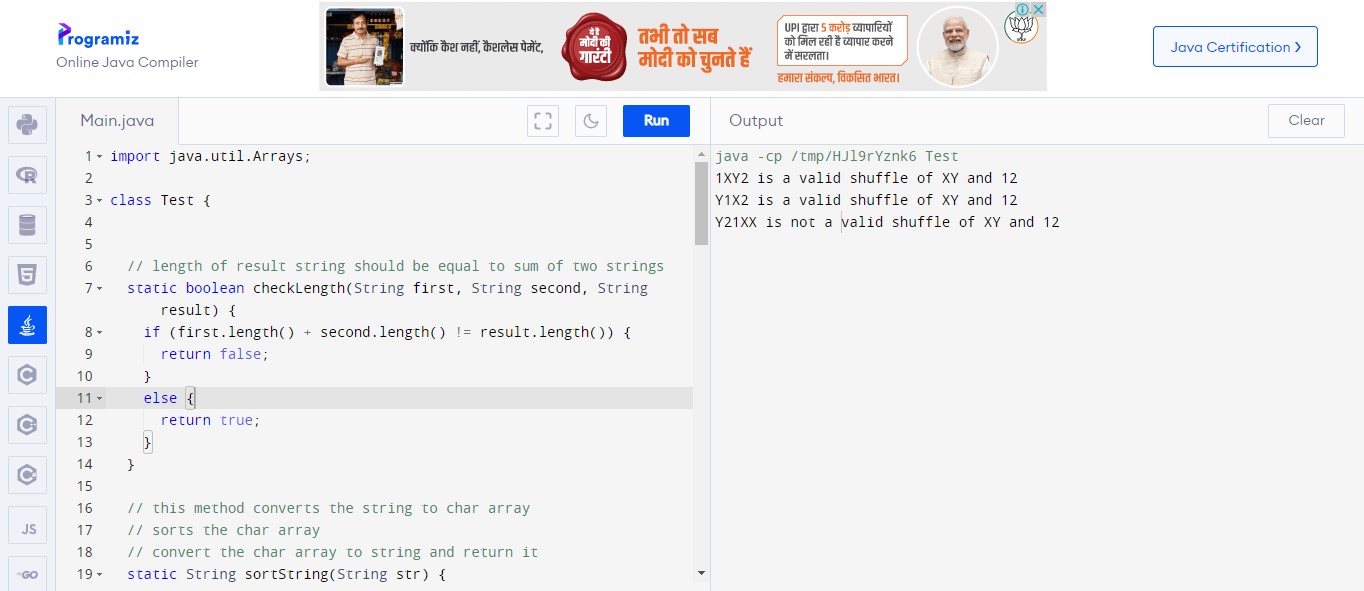 Programiz
Online Java Compiler
क्योंकि कैश नहीं, कैशलेस पेमेंट,
ये है
मोदी की
गारंटी
तभी तो सब
मोदी को चुनते हैं
UPI द्वारा 5 करोड़ व्यापारियों
को मिल रही है व्यापार करने
में सरलता।
हमारा संकल्प, विकसित भारत।
Java Certification >
Main.java
Run
Output
Clear
JS
GO
1 import java.util.Arrays;
2
3 class Test {
4
5
6 // length of result string should be equal to sum of two strings
7 static boolean checkLength(String first, String second, String
result) {
8 if (first.length() + second.length() != result.length()) {
9 return false;
10 }
11 else {
12 return true;
13 }
14 }
15
16 // this method converts the string to char array
17 // sorts the char array
18 // convert the char array to string and return it
19 static String sortString(String str) {
java -cp /tmp/HJl9rYznk6 Test
1XY2 is a valid shuffle of XY and 12
Y1X2 is a valid shuffle of XY and 12
Y21XX is not a valid shuffle of XY and 12